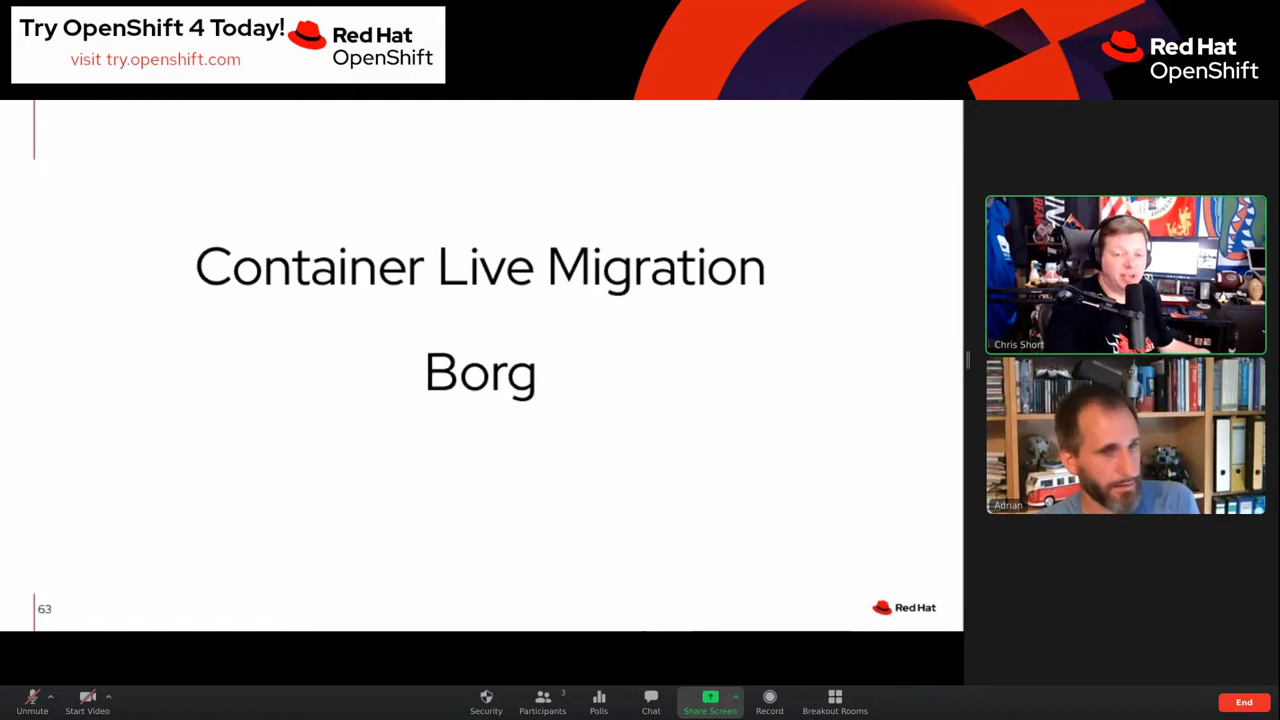 Try OpenShift 4 Today!
visit try.openshift.com
Red Hat
OpenShift
Red Hat
OpenShift
Container Live Migration
Borg
63
Red Hat
Chris Short
Adrian
Unmute
Start Video
Security
Participants
3
Polls
Chat
Share Screen
Record
Breakout Rooms
End